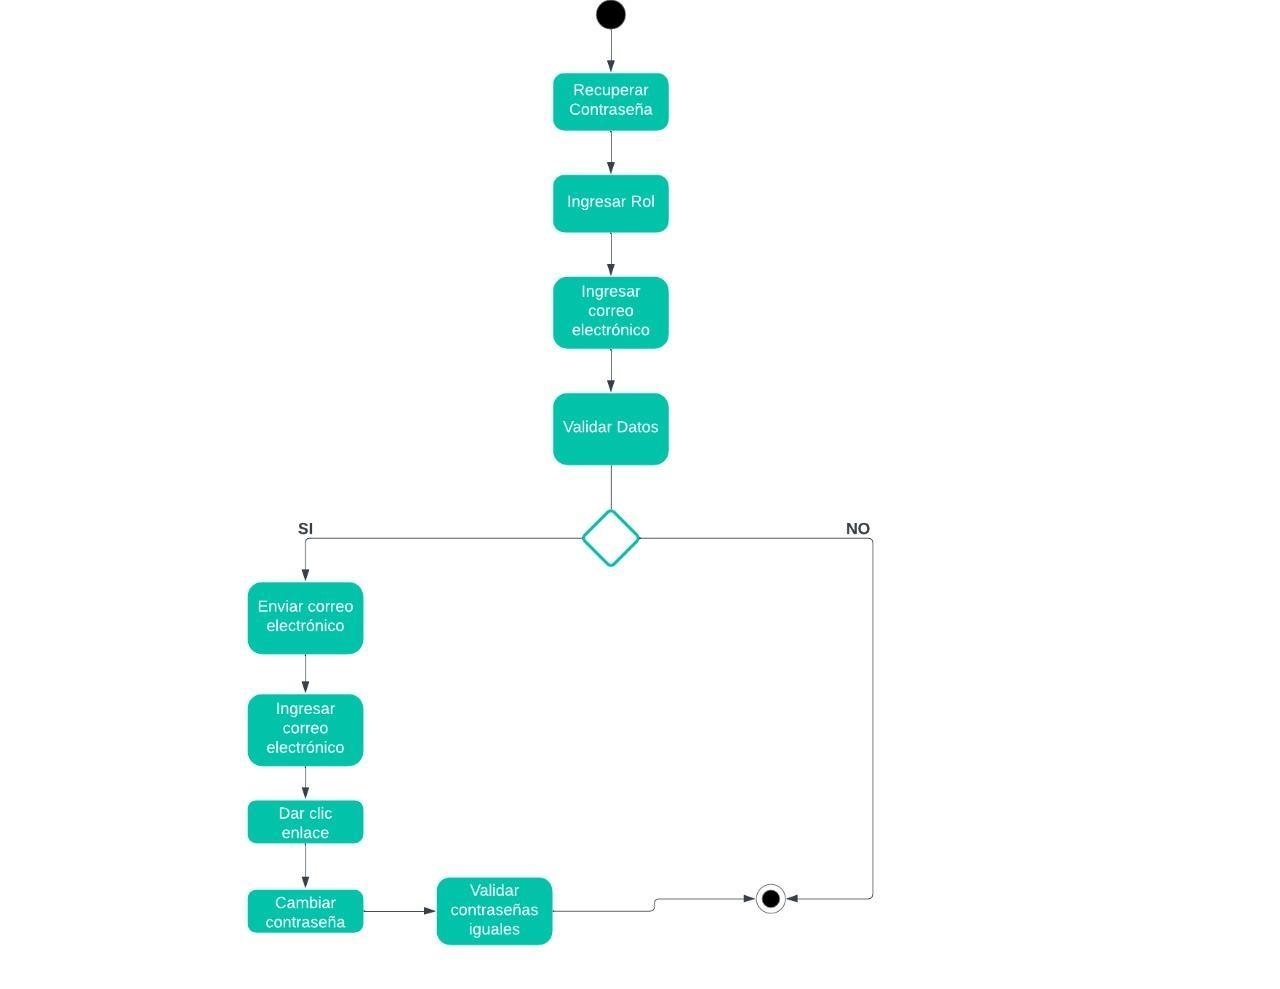 Recuperar
Contraseña
Ingresar Rol
Ingresar
correo
electrónico
Validar Datos
SI
NO
Enviar correo
electrónico
Ingresar
correo
electrónico
Dar clic
enlace
Cambiar
contraseña
Validar
contraseñas
iguales